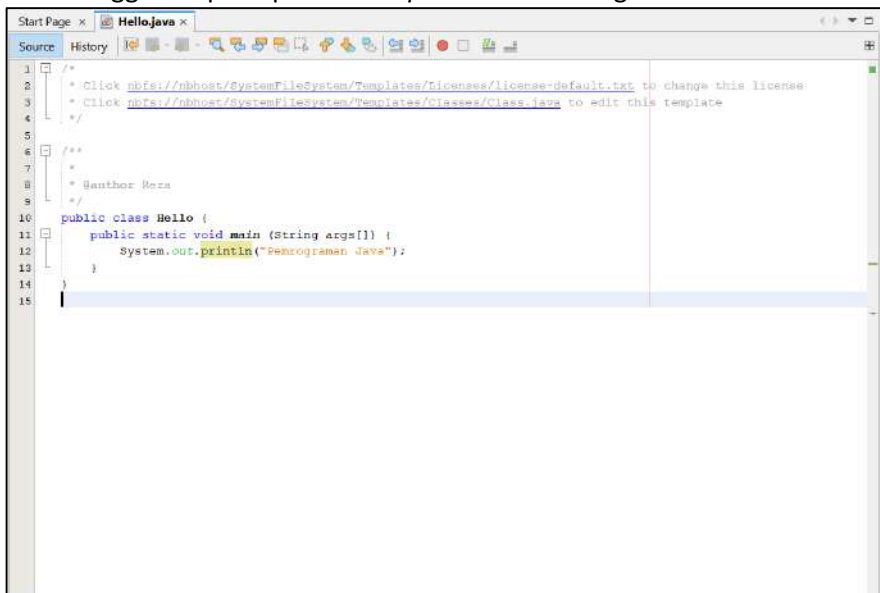 Start Page × Hello.java ×
Source History
1 /*
2 * Click nbfs://nbhost/SystemFileSystem/Templates/Licenses/license-default.txt to change this license
3 * Click nbfs://nbhost/SystemFileSystem/Templates/Classes/Class.java to edit this template
4 */
5
6 /**
7 *
8 * @author Reza
9 */
10 public class Hello {
11 public static void main (String args[]) {
12 System.out.println("Pemrograman Java");
13 }
14 }
15